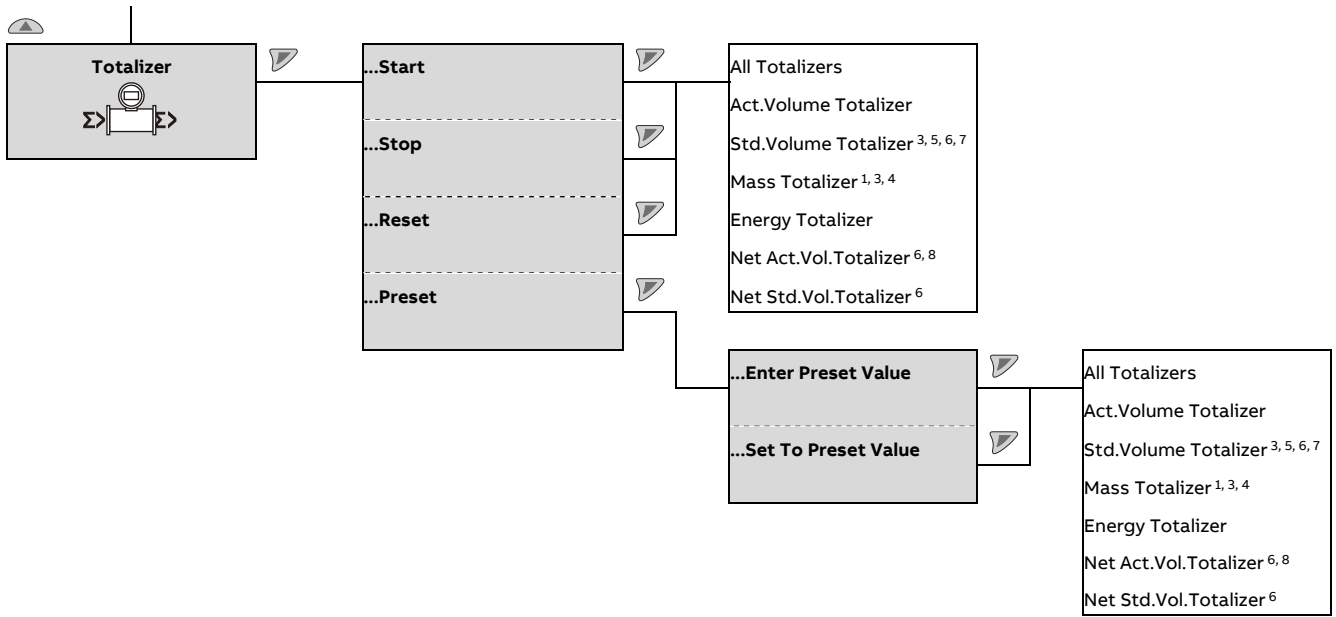 Totalizer
Σ> Σ>
...Start
...Stop
...Reset
...Preset
All Totalizers
Act.Volume Totalizer
Std.Volume Totalizer 3, 5, 6, 7
Mass Totalizer 1, 3, 4
Energy Totalizer
Net Act.Vol.Totalizer 6, 8
Net Std.Vol.Totalizer 6
...Enter Preset Value
...Set To Preset Value
All Totalizers
Act.Volume Totalizer
Std.Volume Totalizer 3, 5, 6, 7
Mass Totalizer 1, 3, 4
Energy Totalizer
Net Act.Vol.Totalizer 6, 8
Net Std.Vol.Totalizer 6